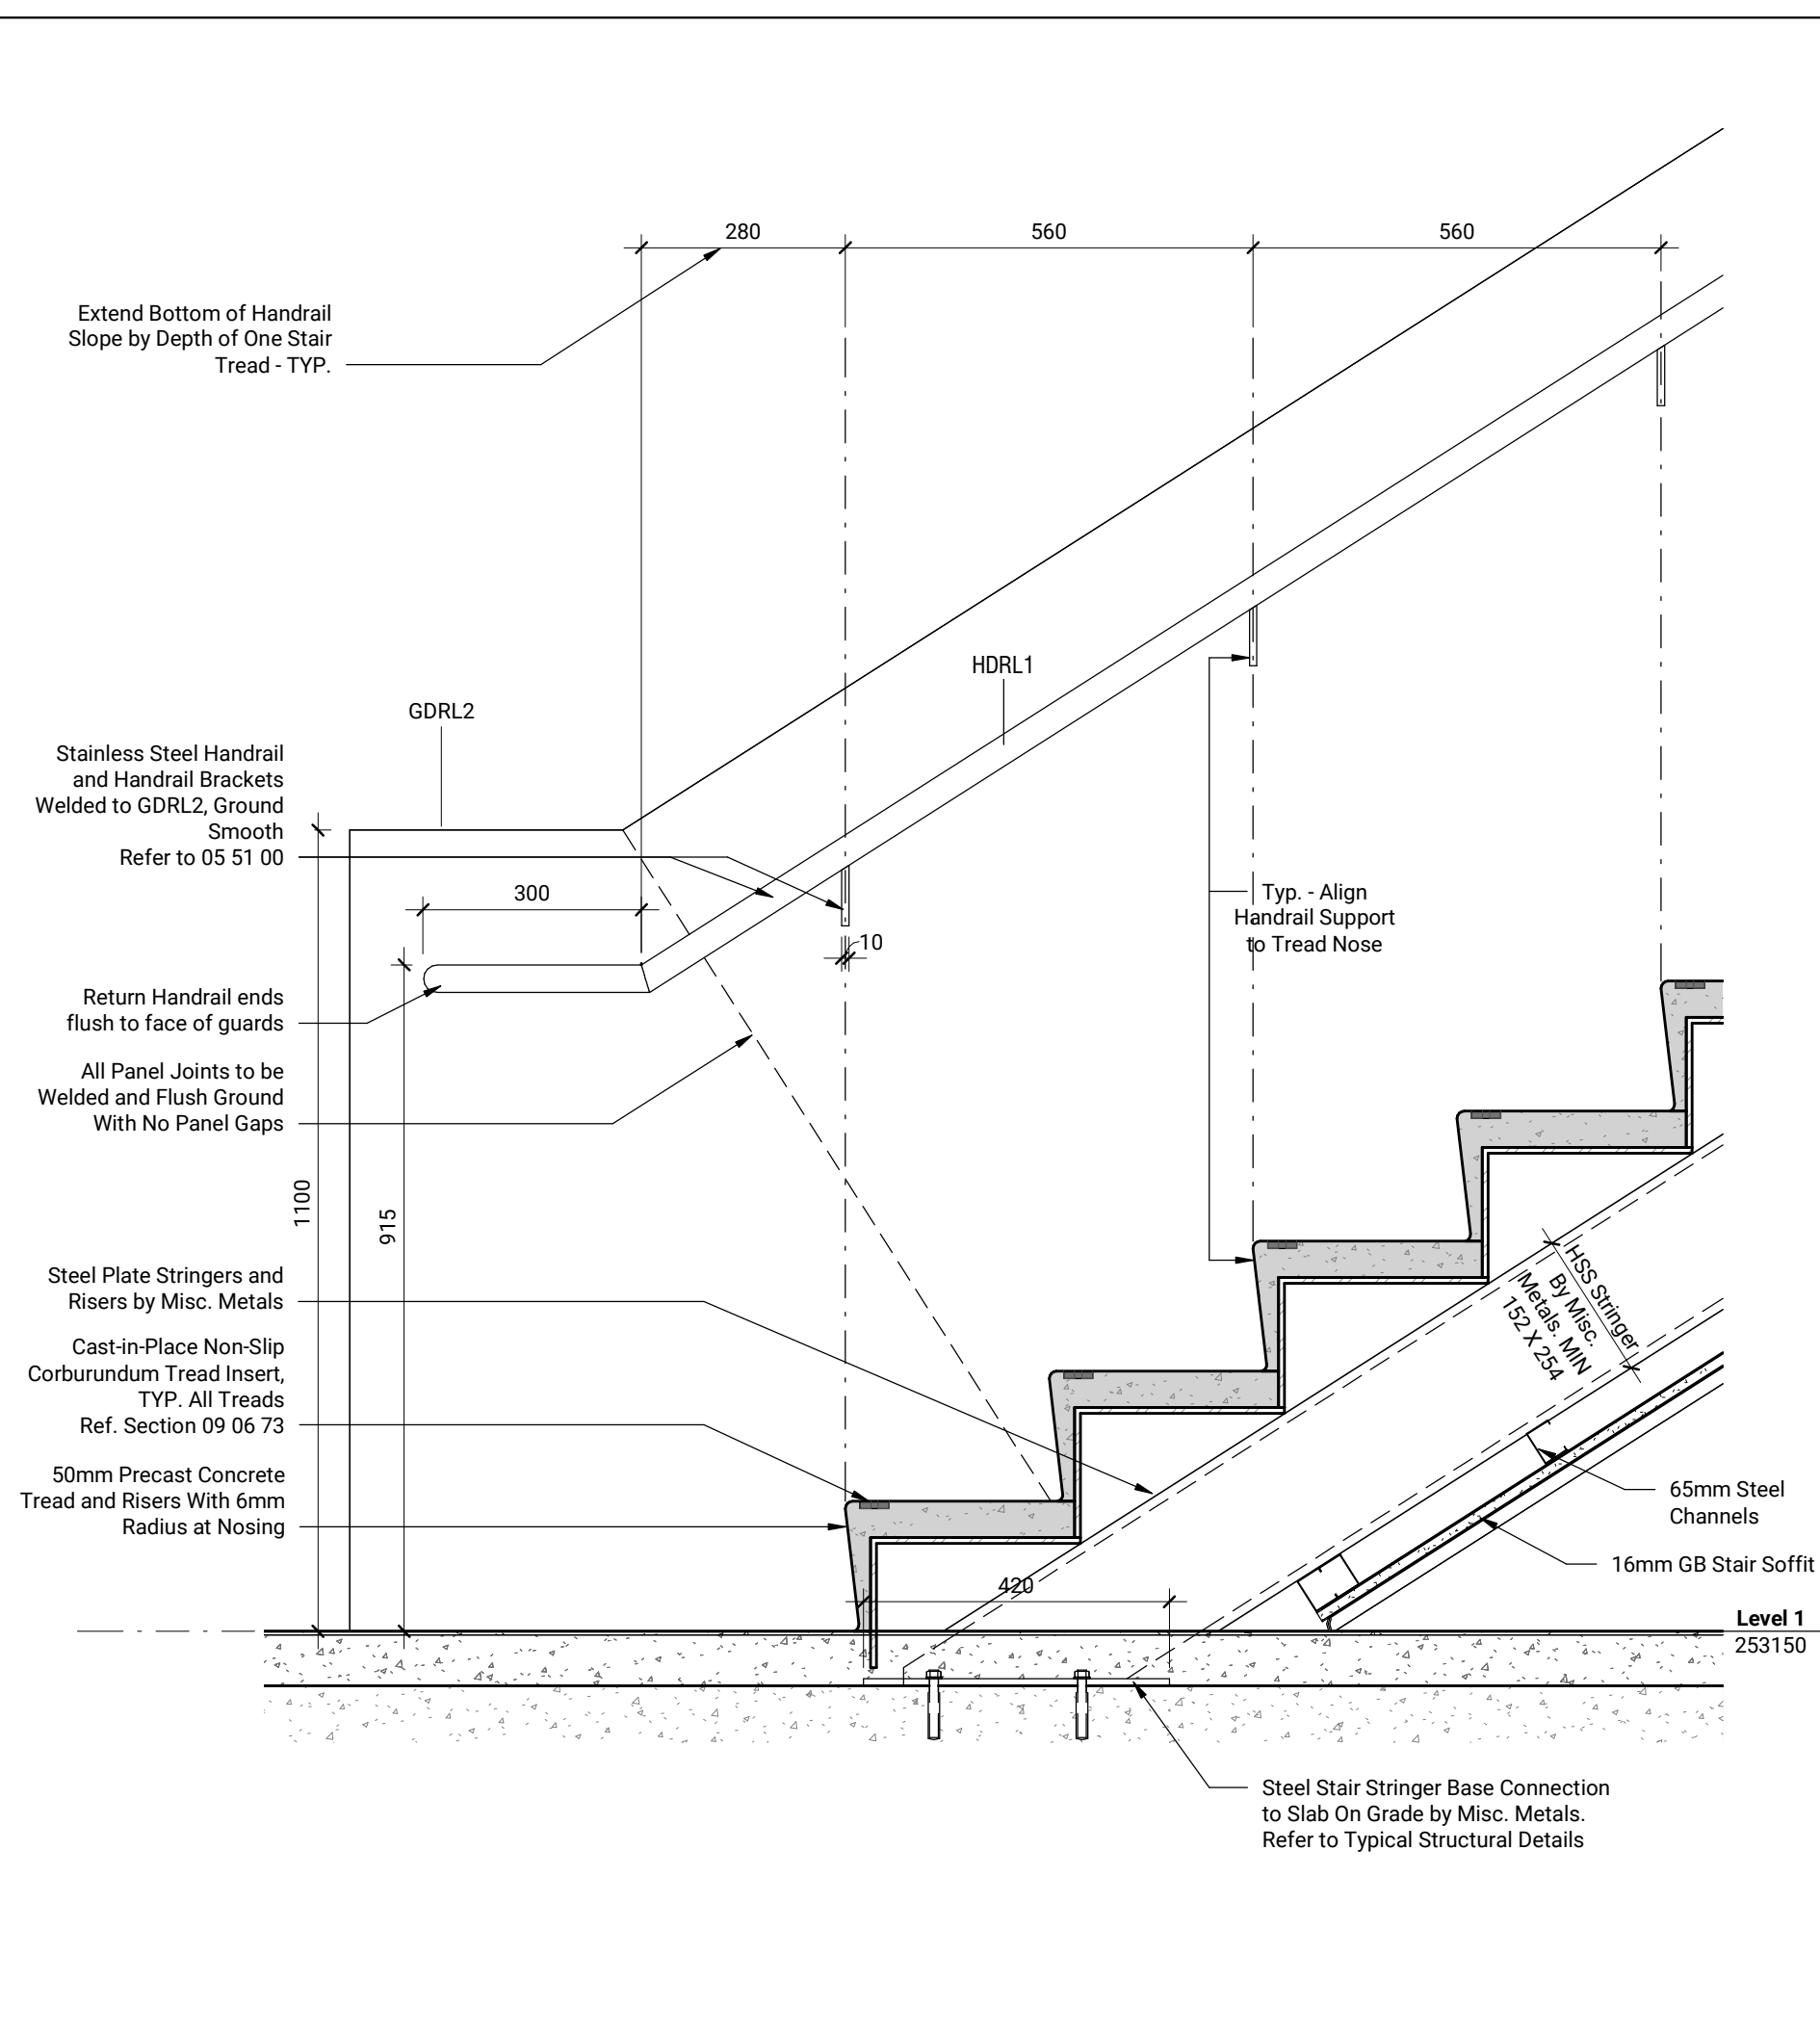 280
560
560
Extend Bottom of Handrail
Slope by Depth of One Stair
Tread - TYP.
HDRL1
GDRL2
Stainless Steel Handrail
and Handrail Brackets
Welded to GDRL2, Ground
Smooth
Refer to 05 51 00
300
10
Typ. - Align
Handrail Support
to Tread Nose
Return Handrail ends
flush to face of guards
All Panel Joints to be
Welded and Flush Ground
With No Panel Gaps
1100
915
Steel Plate Stringers and
Risers by Misc. Metals
HSS Stringer
By Misc.
Metals. MIN
152 X 254
Cast-in-Place Non-Slip
Corburundum Tread Insert,
TYP. All Treads
Ref. Section 09 06 73
50mm Precast Concrete
Tread and Risers With 6mm
Radius at Nosing
65mm Steel
Channels
16mm GB Stair Soffit
420
Level 1
253150
Steel Stair Stringer Base Connection
to Slab On Grade by Misc. Metals.
Refer to Typical Structural Details